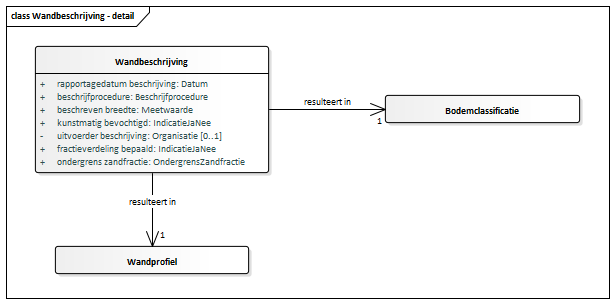 class Wandbeschrijving - detail
Wandbeschrijving
+ rapportagedatum beschrijving: Datum
+ beschrijfprocedure: Beschrijfprocedure
+ beschreven breedte: Meetwaarde
+ kunstmatig bevochtigd: IndicatieJaNee
- uitvoerder beschrijving: Organisatie [0..1]
+ fractieverdeling bepaald: IndicatieJaNee
+ ondergrens zandfractie: OndergrensZandfractie
resulteert in
1
Bodemclassificatie
resulteert in
1
Wandprofiel